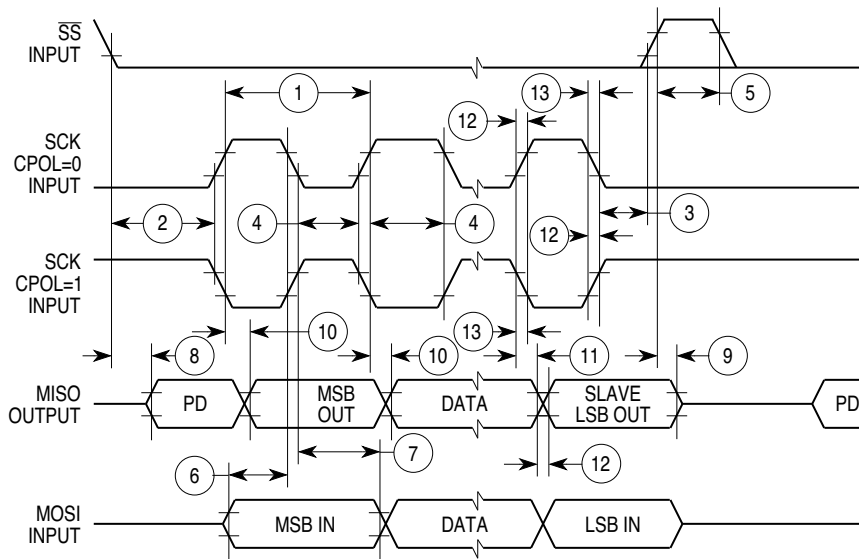 SS
INPUT
1
13
5
12
SCK
CPOL=0
INPUT
2
4
4
3
12
SCK
CPOL=1
INPUT
8
10
13
10
11
9
MISO
OUTPUT
PD
MSB
OUT
DATA
SLAVE
LSB OUT
PD
6
7
12
MOSI
INPUT
MSB IN
DATA
LSB IN